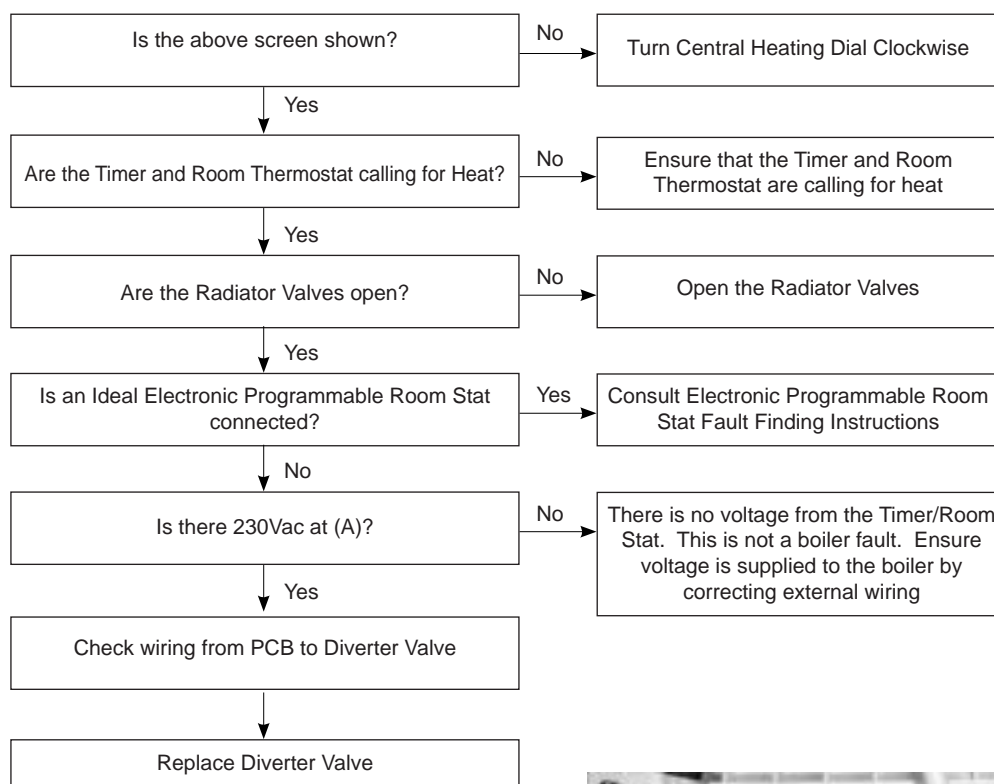 Is the above screen shown?
No
Turn Central Heating Dial Clockwise
Yes
Are the Timer and Room Thermostat calling for Heat?
No
Ensure that the Timer and Room
Thermostat are calling for heat
Yes
Are the Radiator Valves open?
No
Open the Radiator Valves
Yes
Is an Ideal Electronic Programmable Room Stat
connected?
Yes
Consult Electronic Programmable Room
Stat Fault Finding Instructions
No
Is there 230Vac at (A)?
No
There is no voltage from the Timer/Room
Stat. This is not a boiler fault. Ensure
voltage is supplied to the boiler by
correcting external wiring
Yes
Check wiring from PCB to Diverter Valve
Replace Diverter Valve